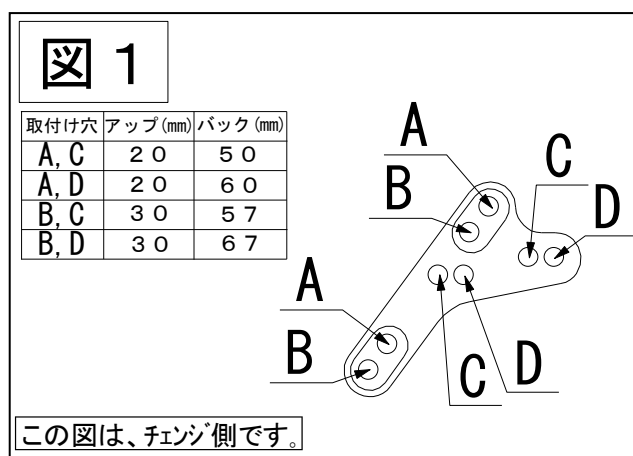 図１
取付け穴 アップ(mm) バック(mm)
A,C ２０ ５０
A,D ２０ ６０
B,C ３０ ５７
B,D ３０ ６７
A
B
C
D
A
B
C
D
この図は、ﾁｪﾝｼﾞ側です。